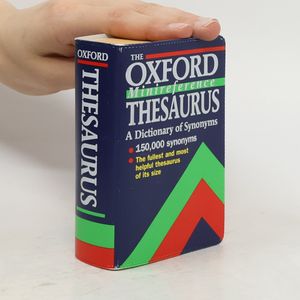 OXFORD
THESAURUS
THE
OXFORD
Minireference
THESAURUS
A Dictionary of Synonyms
• 150,000 synonyms
• The fullest and most
helpful thesaurus
of its size